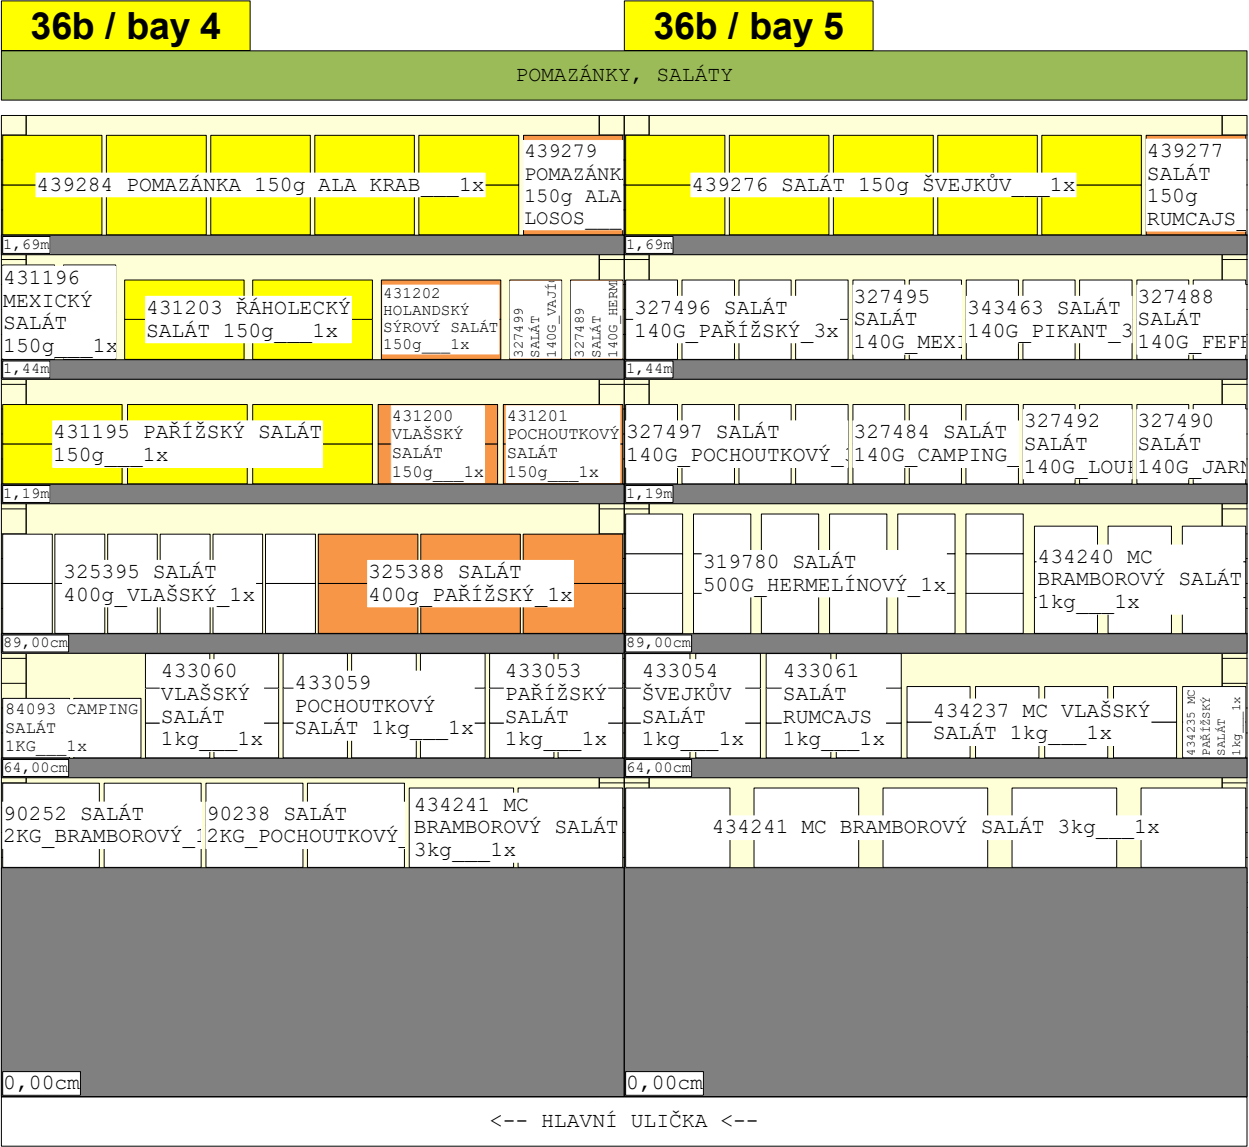 36b / bay 4
36b / bay 5
POMAZÁNKY, SALÁTY
439284 POMAZÁNKA 150g ALA KRAB___1x
439279
POMAZÁNK
150g ALA
LOSOS___
439276 SALÁT 150g ŠVEJKŮV___1x
439277
SALÁT
150g
RUMCAJS_
1,69m
1,69m
431196
MEXICKÝ
SALÁT
150g___1x
431203 ŘÁHOLECKÝ
SALÁT 150g___1x
431202
HOLANDSKÝ
SÝROVÝ SALÁT
150g___1x
327499
SALÁT
140G_VAJÍ
327489
SALÁT
140G_HERM
327496 SALÁT
140G_PAŘÍŽSKÝ_3x
327495
SALÁT
140G_MEX
343463 SALÁT
140G_PIKANT_3
327488
SALÁT
140G_FEF
1,44m
1,44m
431195 PAŘÍŽSKÝ SALÁT
150g___1x
431200
VLAŠSKÝ
SALÁT
150g___1x
431201
POCHOUTKOVÝ
SALÁT
150g___1x
327497 SALÁT
140G_POCHOUTKOVÝ_
327484 SALÁT
140G_CAMPING_
327492
SALÁT
140G_LOU
327490
SALÁT
140G_JARN
1,19m
1,19m
325395 SALÁT
400g_VLAŠSKÝ_1x
325388 SALÁT
400g_PAŘÍŽSKÝ_1x
319780 SALÁT
500G_HERMELÍNOVÝ_1x
434240 MC
BRAMBOROVÝ SALÁT
1kg___1x
89,00cm
89,00cm
84093 CAMPING
SALÁT
1KG___1x
433060
VLAŠSKÝ
SALÁT
1kg___1x
433059
POCHOUTKOVÝ
SALÁT 1kg___1x
433053
PAŘÍŽSKÝ
SALÁT
1kg___1x
433054
ŠVEJKŮV
SALÁT
1kg___1x
433061
SALÁT
RUMCAJS
1kg___1x
434237 MC VLAŠSKÝ
SALÁT 1kg___1x
434235 MC
PAŘÍŽSKÝ
SALÁT
1kg___1x
64,00cm
64,00cm
90252 SALÁT
2KG_BRAMBOROVÝ_1
90238 SALÁT
2KG_POCHOUTKOVÝ_
434241 MC
BRAMBOROVÝ SALÁT
3kg___1x
434241 MC BRAMBOROVÝ SALÁT 3kg___1x
0,00cm
0,00cm
<-- HLAVNÍ ULIČKA <--